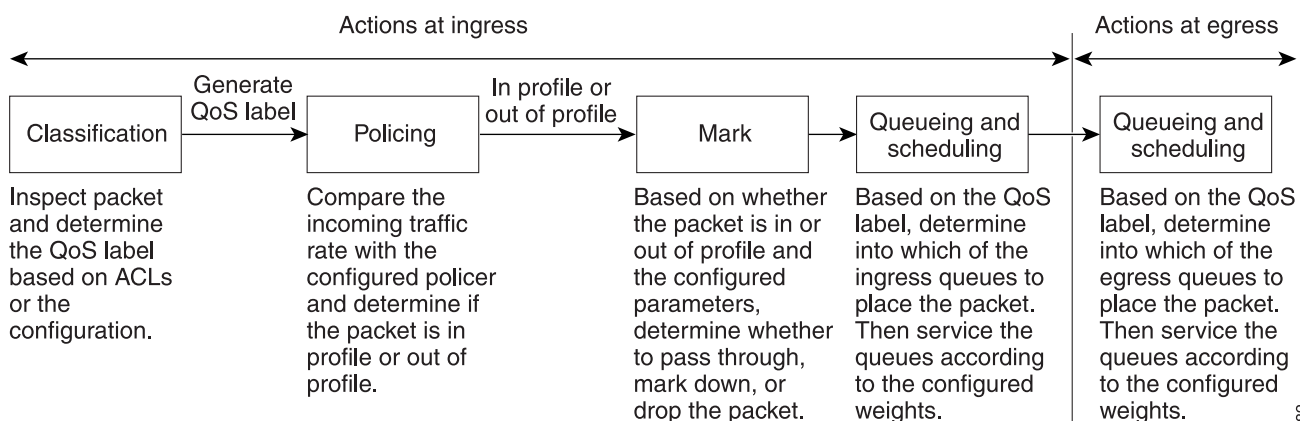 Actions at ingress
Actions at egress
Generate
QoS label
In profile or
out of profile
Classification
Policing
Mark
Queueing and
scheduling
Queueing and
scheduling
Inspect packet
and determine
the QoS label
based on ACLs
or the
configuration.
Compare the
incoming traffic
rate with the
configured policer
and determine if
the packet is in
profile or out of
profile.
Based on whether
the packet is in or
out of profile and
the configured
parameters,
determine whether
to pass through,
mark down, or
drop the packet.
Based on the QoS
label, determine
into which of the
ingress queues to
place the packet.
Then service the
queues according
to the configured
weights.
Based on the QoS
label, determine
into which of the
egress queues to
place the packet.
Then service the
queues according
to the configured
weights.